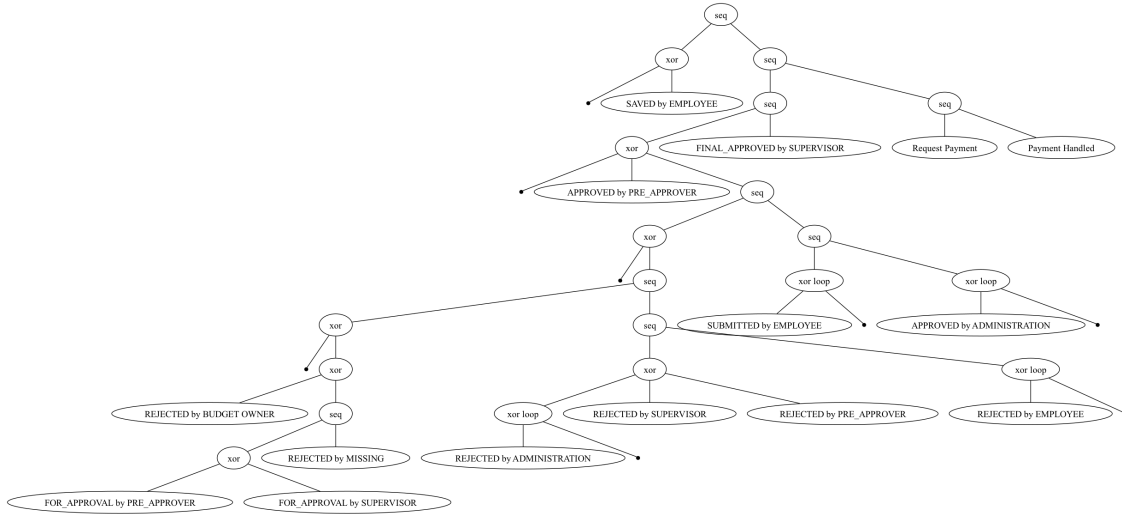 seq
xor
seq
SAVED by EMPLOYEE
seq
seq
xor
FINAL_APPROVED by SUPERVISOR
Request Payment
Payment Handled
APPROVED by PRE_APPROVER
seq
xor
seq
seq
xor loop
xor loop
xor
seq
SUBMITTED by EMPLOYEE
APPROVED by ADMINISTRATION
xor
xor
xor loop
REJECTED by BUDGET OWNER
seq
xor loop
REJECTED by SUPERVISOR
REJECTED by PRE_APPROVER
REJECTED by EMPLOYEE
xor
REJECTED by MISSING
REJECTED by ADMINISTRATION
FOR_APPROVAL by PRE_APPROVER
FOR_APPROVAL by SUPERVISOR